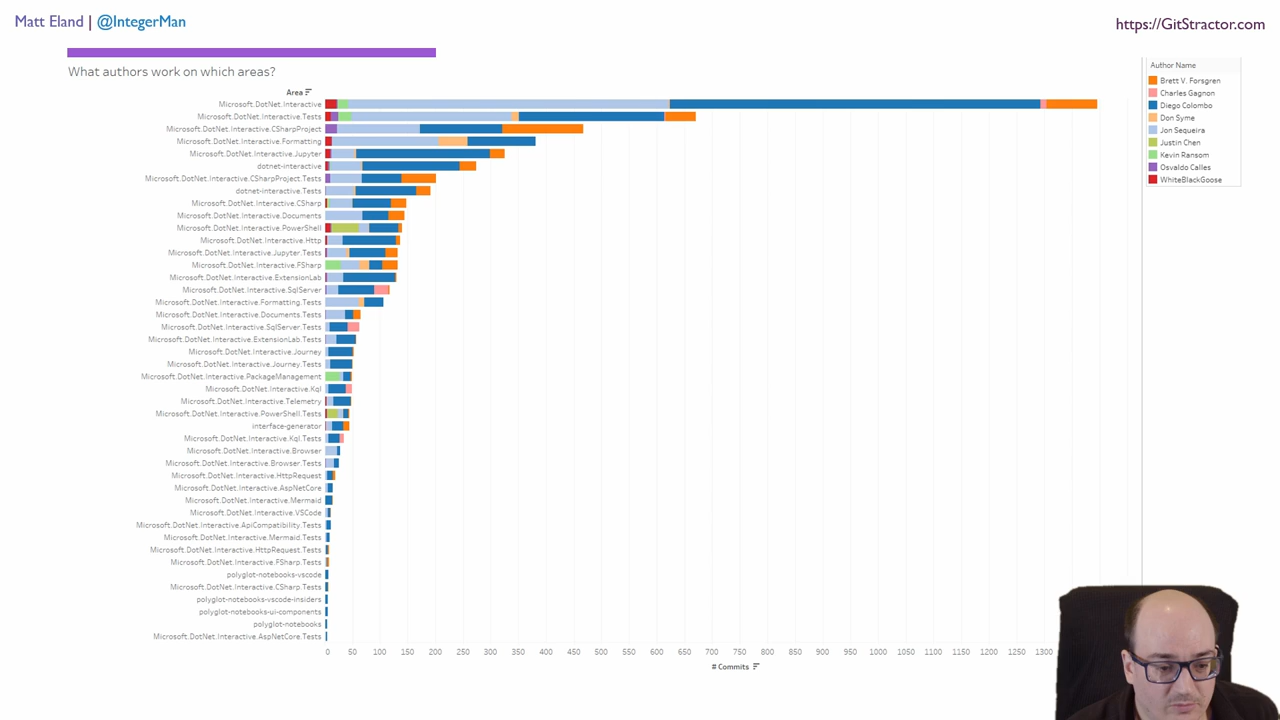 Matt Eland | @IntegerMan
https://GitStractor.com
What authors work on which areas?
Area
Microsoft.DotNet.Interactive
Microsoft.DotNet.Interactive.Tests
Microsoft.DotNet.Interactive.CSharpProject
Microsoft.DotNet.Interactive.Formatting
Microsoft.DotNet.Interactive.Jupyter
dotnet-interactive
Microsoft.DotNet.Interactive.CSharpProject.Tests
dotnet-interactive.Tests
Microsoft.DotNet.Interactive.CSharp
Microsoft.DotNet.Interactive.Documents
Microsoft.DotNet.Interactive.PowerShell
Microsoft.DotNet.Interactive.Http
Microsoft.DotNet.Interactive.Jupyter.Tests
Microsoft.DotNet.Interactive.FSharp
Microsoft.DotNet.Interactive.ExtensionLab
Microsoft.DotNet.Interactive.SqlServer
Microsoft.DotNet.Interactive.Formatting.Tests
Microsoft.DotNet.Interactive.Documents.Tests
Microsoft.DotNet.Interactive.SqlServer.Tests
Microsoft.DotNet.Interactive.ExtensionLab.Tests
Microsoft.DotNet.Interactive.Journey
Microsoft.DotNet.Interactive.Journey.Tests
Microsoft.DotNet.Interactive.PackageManagement
Microsoft.DotNet.Interactive.Kql
Microsoft.DotNet.Interactive.Telemetry
Microsoft.DotNet.Interactive.PowerShell.Tests
interface-generator
Microsoft.DotNet.Interactive.Kql.Tests
Microsoft.DotNet.Interactive.Browser
Microsoft.DotNet.Interactive.Browser.Tests
Microsoft.DotNet.Interactive.HttpRequest
Microsoft.DotNet.Interactive.AspNetCore
Microsoft.DotNet.Interactive.Mermaid
Microsoft.DotNet.Interactive.VSCode
Microsoft.DotNet.Interactive.ApiCompatibility.Tests
Microsoft.DotNet.Interactive.Mermaid.Tests
Microsoft.DotNet.Interactive.HttpRequest.Tests
Microsoft.DotNet.Interactive.FSharp.Tests
polyglot-notebooks-vscode
Microsoft.DotNet.Interactive.CSharp.Tests
polyglot-notebooks-vscode-insiders
polyglot-notebooks-ui-components
polyglot-notebooks
Microsoft.DotNet.Interactive.AspNetCore.Tests
0 50 100 150 200 250 300 350 400 450 500 550 600 650 700 750 800 850 900 950 1000 1050 1100 1150 1200 1250 1300
# Commits
Author Name
Brett V. Forsgren
Charles Gagnon
Diego Colombo
Don Syme
Jon Sequeira
Justin Chen
Kevin Ransom
Osvaldo Calles
WhiteBlackGoose